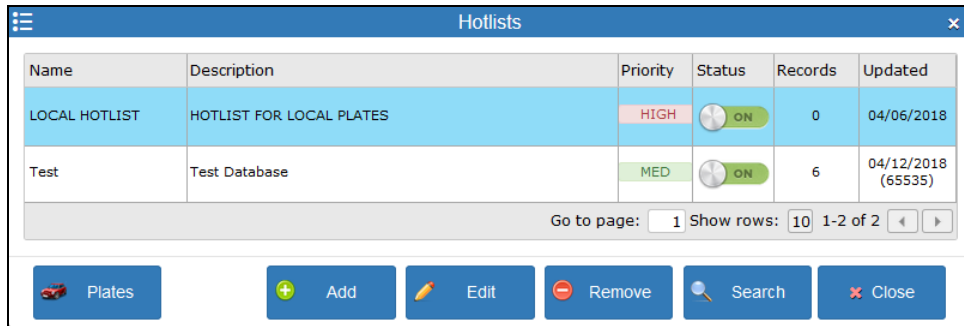 Hotlists
Name Description Priority Status Records Updated
LOCAL HOTLIST HOTLIST FOR LOCAL PLATES HIGH ON 0 04/06/2018
Test Test Database MED ON 6 04/12/2018
(65535)
Go to page: 1 Show rows: 10 1-2 of 2
Plates Add Edit Remove Search Close